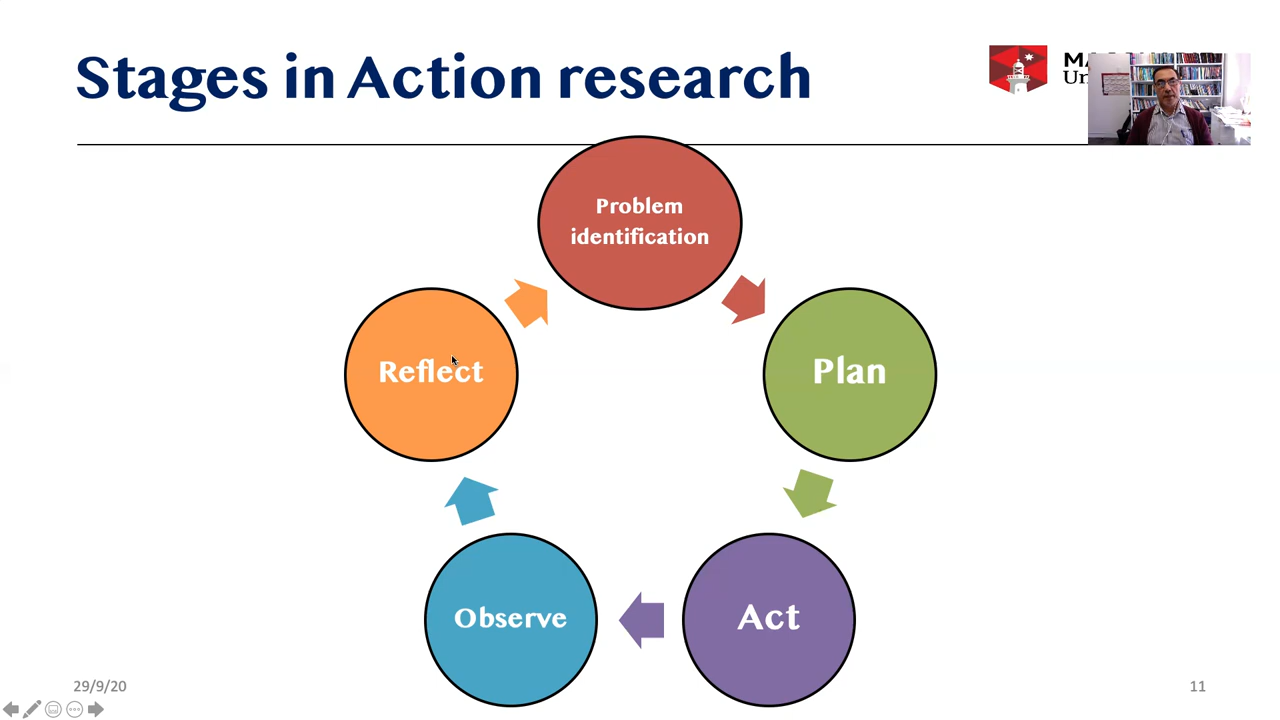 Stages in Action research
Problem
identification
Plan
Act
Observe
Reflect
29/9/20
11